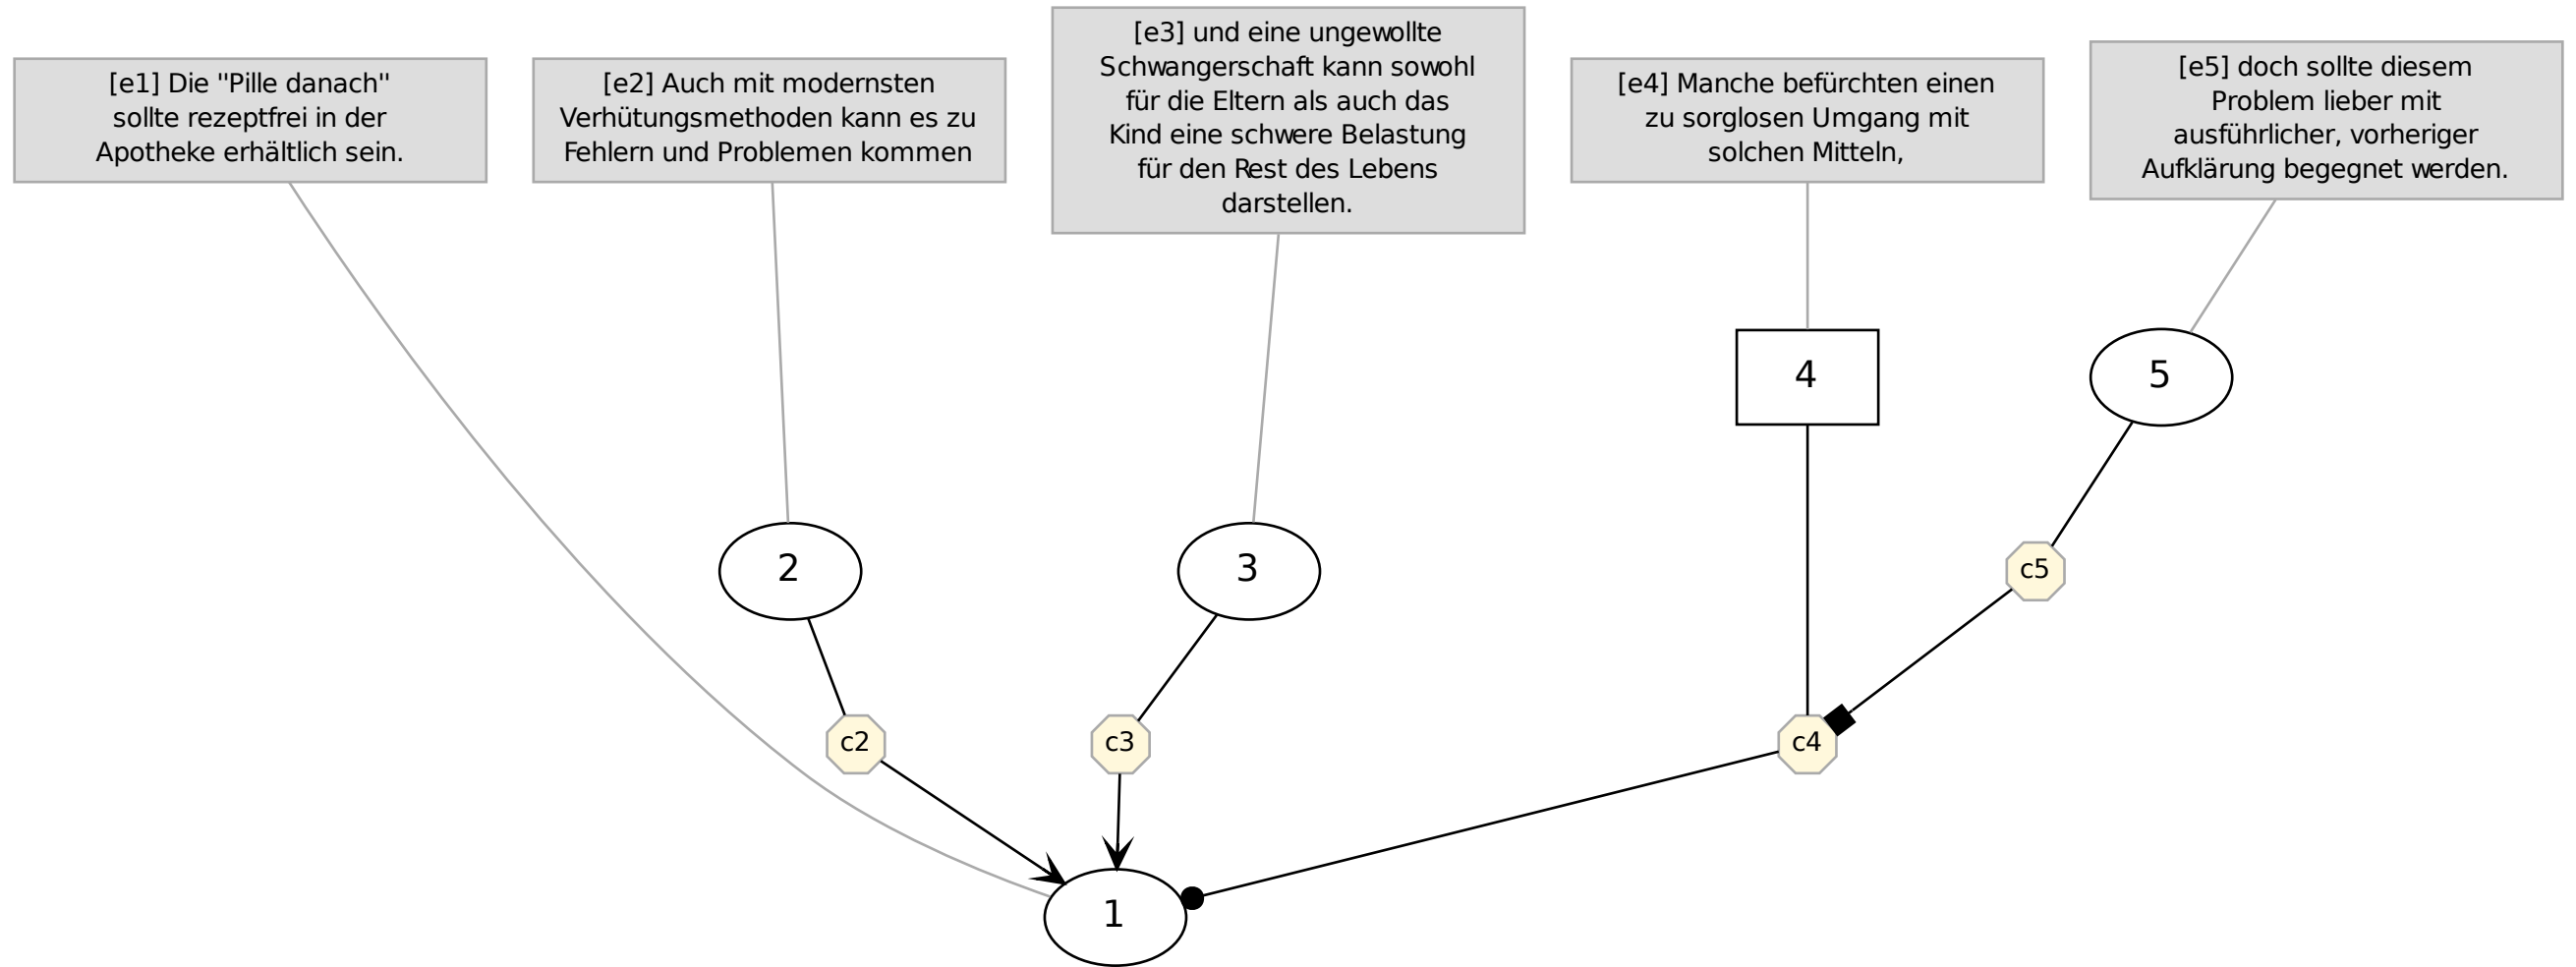 [e1] Die "Pille danach"
sollte rezeptfrei in der
Apotheke erhältlich sein.
[e2] Auch mit modernsten
Verhütungsmethoden kann es zu
Fehlern und Problemen kommen
[e3] und eine ungewollte
Schwangerschaft kann sowohl
für die Eltern als auch das
Kind eine schwere Belastung
für den Rest des Lebens
darstellen.
[e4] Manche befürchten einen
zu sorglosen Umgang mit
solchen Mitteln,
[e5] doch sollte diesem
Problem lieber mit
ausführlicher, vorheriger
Aufklärung begegnet werden.
4
5
2
3
c5
c2
c3
c4
1